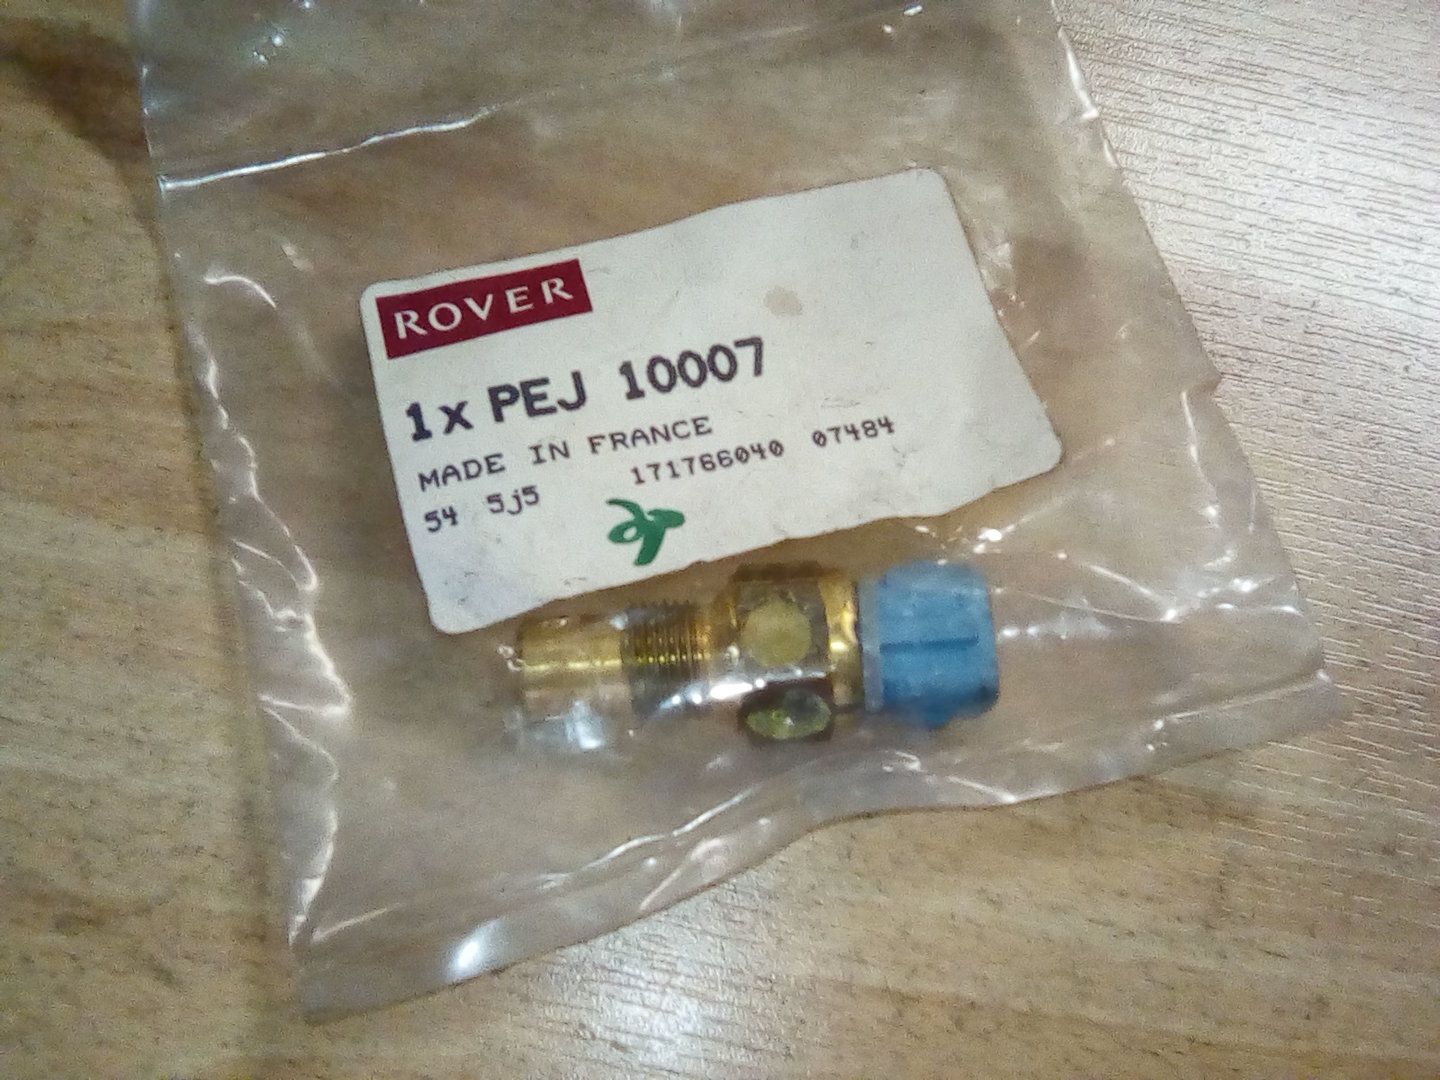 ROVER
1x PEJ 10007
MADE IN FRANCE
54 5j5 171766040 07484